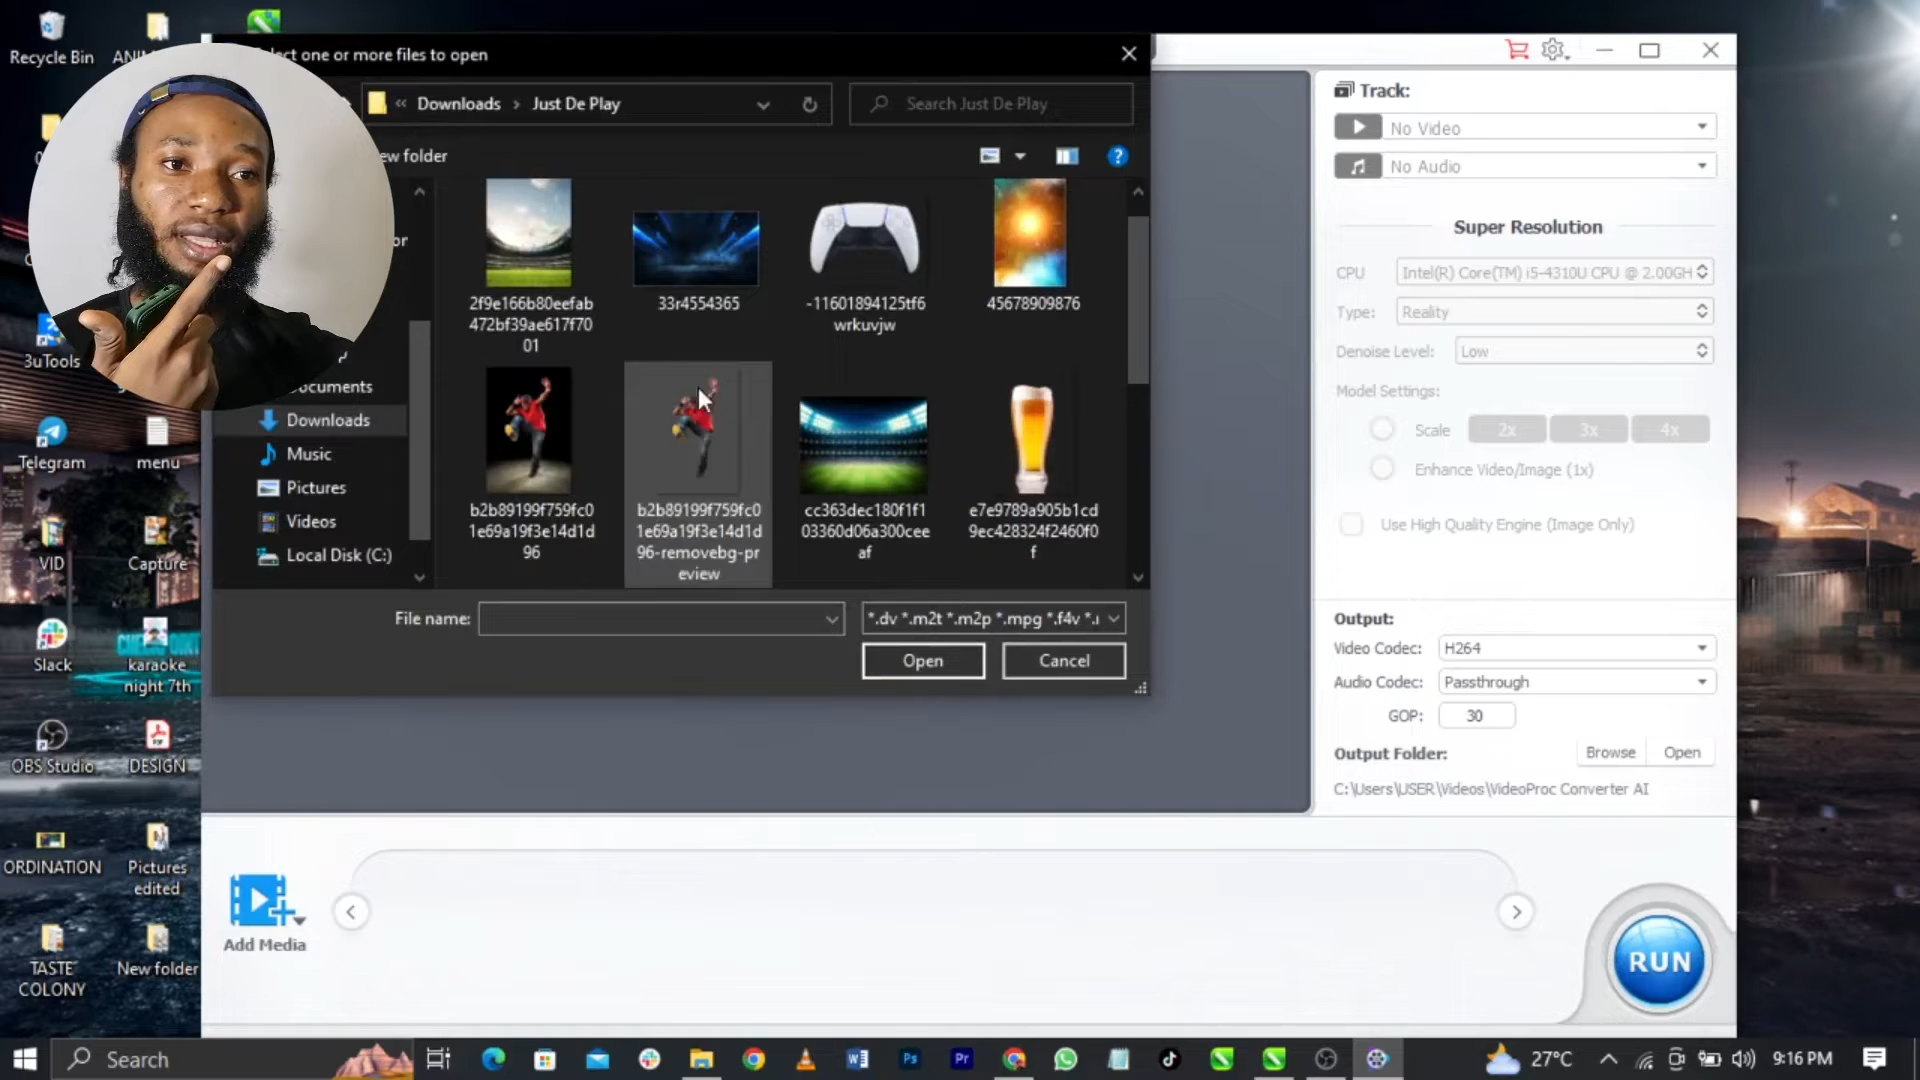 Recycle Bin
3uTools
Telegram
menu
VID
Capture
Slack
karaoke
night 7th
OBS Studio
DESIGN
ORDINATION
Pictures
edited
TASTE
COLONY
New folder
one or more files to open
Downloads
Just De Play
Search Just De Play
ew folder
ocuments
Downloads
Music
Pictures
Videos
Local Disk (C:)
2f9e166b80eefab
472bf39ae617f70
01
33r4554365
-11601894125tf6
wrkuvjw
45678909876
b2b89199f759fc0
1e69a19f3e14d1d
96
b2b89199f759fc0
1e69a19f3e14d1d
96-removebg-pr
eview
cc363dec180f1f1
03360d06a300cee
af
e7e9789a905b1cd
9ec428324f2460f0
f
File name:
*.dv *.m2t *.m2p *.mpg *.f4v *.
Open
Cancel
Track:
No Video
No Audio
Super Resolution
CPU
Intel(R) Core(TM) i5-4310U CPU @ 2.00GH
Type:
Reality
Denoise Level:
Low
Model Settings:
Scale
2x
3x
4x
Enhance Video/Image (1x)
Use High Quality Engine (Image Only)
Output:
Video Codec:
H264
Audio Codec:
Passthrough
GOP:
30
Output Folder:
Browse
Open
C:\Users\USER\Videos\VideoProc Converter AI
Add Media
RUN
Search
27°C
9:16 PM